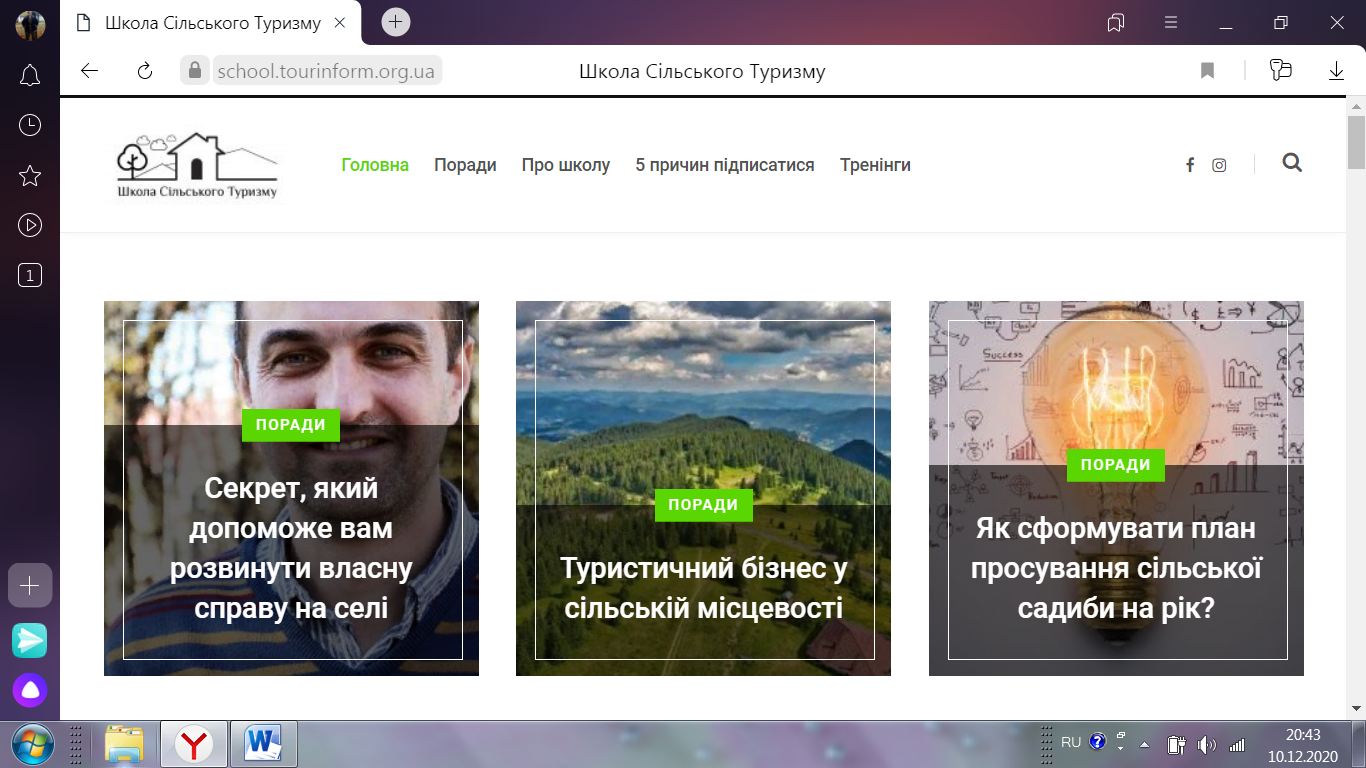 Школа Сільського Туризму
school.tourinform.org.ua
Школа Сільського Туризму
Школа Сільського Туризму
Головна
Поради
Про школу
5 причин підписатися
Тренінги
ПОРАДИ
Секрет, який
допоможе вам
розвинути власну
справу на селі
ПОРАДИ
Туристичний бізнес у
сільській місцевості
Success
ПОРАДИ
Як сформувати план
просування сільської
садиби на рік?
1
RU
20:43
10.12.2020